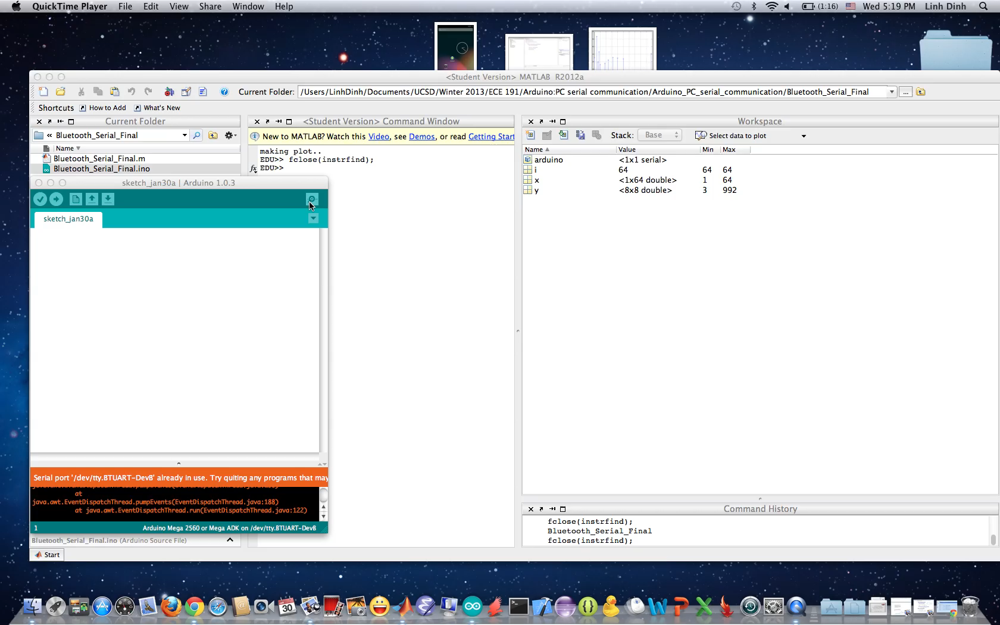 QuickTime Player File Edit View Share Window Help (1:16) Wed 5:19 PM Linh Dinh
<Student Version> MATLAB R2012a
Current Folder: /Users/LinhDinh/Documents/UCSD/Winter 2013/ECE 191/Arduino:PC serial communication/Arduino_PC_serial_communication/Bluetooth_Serial_Final ...
Shortcuts How to Add What's New
Current Folder
« Bluetooth_Serial_Final
Name
Bluetooth_Serial_Final.m
Bluetooth_Serial_Final.ino
<Student Version> Command Window
New to MATLAB? Watch this Video, see Demos, or read Getting Start
making plot..
EDU>> fclose(instrfind);
fx EDU>>
Workspace
Stack: Base Select data to plot
Name Value Min Max
arduino <1x1 serial>
i 64 64 64
x <1x64 double> 1 64
y <8x8 double> 3 992
sketch_jan30a | Arduino 1.0.3
sketch_jan30a
Serial port '/dev/tty.BTUART-DevB' already in use. Try quiting any programs that may
at
java.awt.EventDispatchThread.pumpEvents(EventDispatchThread.java:188)
at java.awt.EventDispatchThread.run(EventDispatchThread.java:122)
1 Arduino Mega 2560 or Mega ADK on /dev/tty.BTUART-DevB
Bluetooth_Serial_Final.ino (Arduino Source File)
Start
Command History
fclose(instrfind);
Bluetooth_Serial_Final
fclose(instrfind);
30